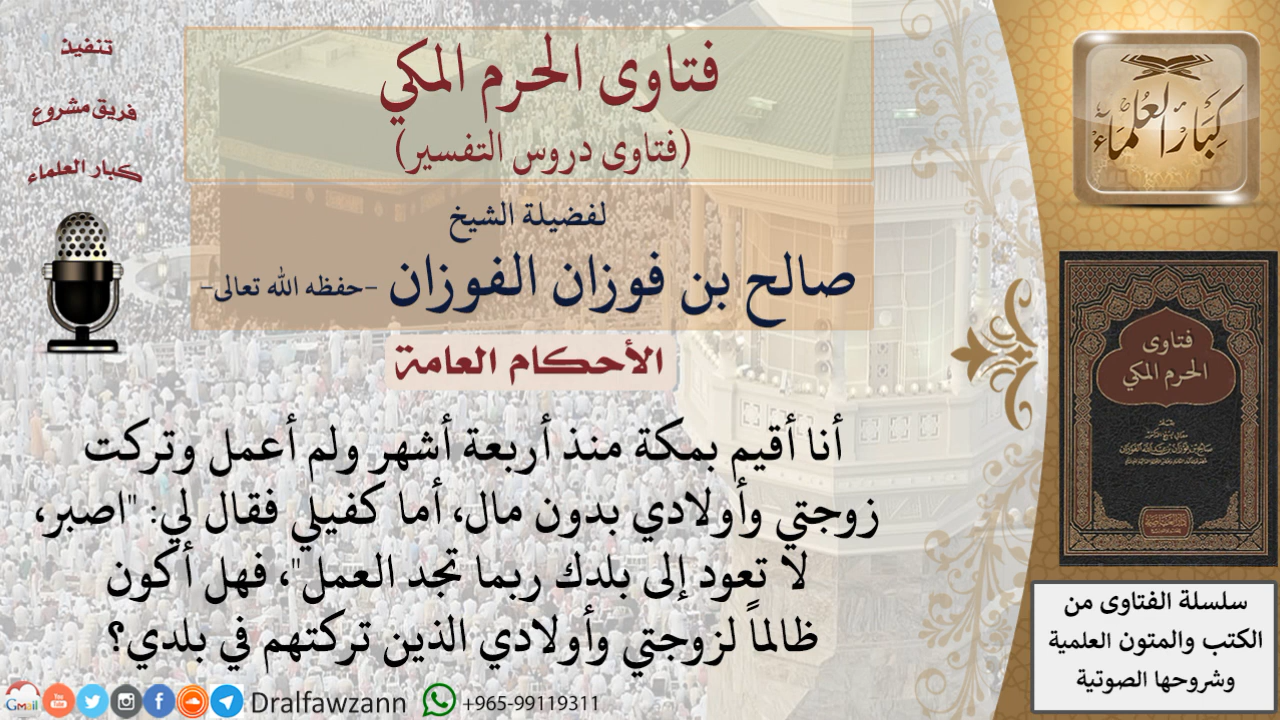 فتاوى الحرم المكي
(فتاوى دروس التفسير)
لفضيلة الشيخ
صالح بن فوزان الفوزان -حفظه الله تعالى-
الأحكام العامة
أنا أقيم بمكة منذ أربعة أشهر ولم أعمل وتركت
زوجتي وأولادي بدون مال، أما كفيلي فقال لي: "اصبر،
لا تعود إلى بلدك ربما تجد العمل"، فهل أكون
ظالماً لزوجتي وأولادي الذين تركتهم في بلدي؟
تنفيذ
فريق مشروع
كبار العلماء
كبار العلماء
فتاوى
الحرم المكي
سلسلة الفتاوى من
الكتب والمتون العلمية
وشروحها الصوتية
Gmail
You Tube
Dralfawzann
+965-99119311